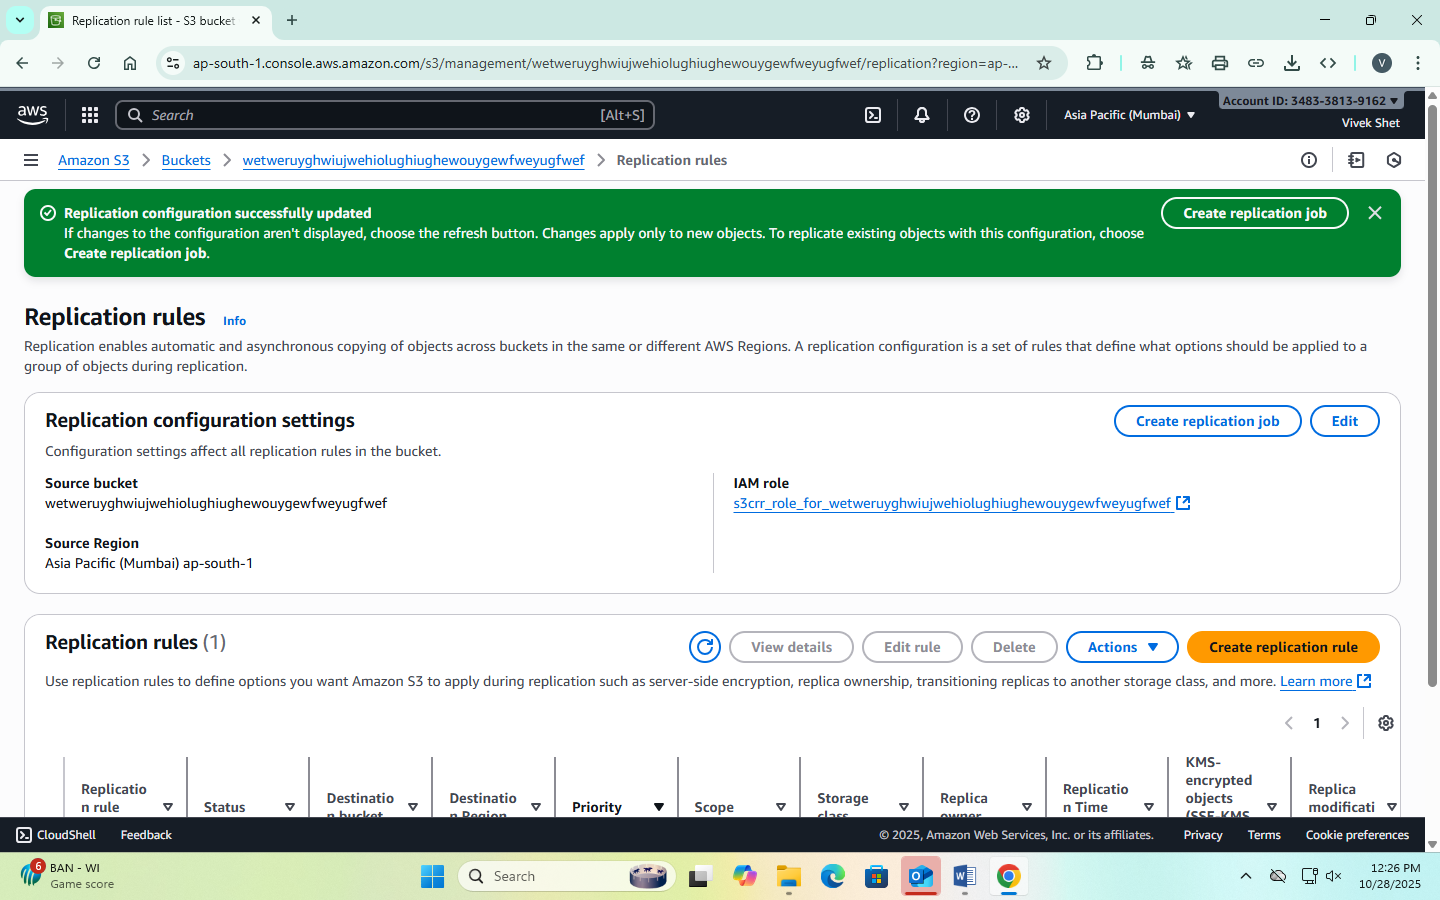 Replication rule list - S3 bucket
ap-south-1.console.aws.amazon.com/s3/management/wetweruyghwiujwehiolughiughewouygewfweyugfwef/replication?region=ap-...
V
aws
Search
[Alt+S]
Asia Pacific (Mumbai)
Account ID: 3483-3813-9162
Vivek Shet
Amazon S3
Buckets
wetweruyghwiujwehiolughiughewouygewfweyugfwef
Replication rules
Replication configuration successfully updated
If changes to the configuration aren't displayed, choose the refresh button. Changes apply only to new objects. To replicate existing objects with this configuration, choose
Create replication job.
Create replication job
Replication rules
Info
Replication enables automatic and asynchronous copying of objects across buckets in the same or different AWS Regions. A replication configuration is a set of rules that define what options should be applied to a
group of objects during replication.
Replication configuration settings
Create replication job
Edit
Configuration settings affect all replication rules in the bucket.
Source bucket
wetweruyghwiujwehiolughiughewouygewfweyugfwef
IAM role
s3crr_role_for_wetweruyghwiujwehiolughiughewouygewfweyugfwef
Source Region
Asia Pacific (Mumbai) ap-south-1
Replication rules (1)
View details
Edit rule
Delete
Actions
Create replication rule
Use replication rules to define options you want Amazon S3 to apply during replication such as server-side encryption, replica ownership, transitioning replicas to another storage class, and more. Learn more
1
Replicatio
n rule
Status
Destinatio
n bucket
Destinatio
n Region
Priority
Scope
Storage
class
Replica
owner
Replicatio
n Time
KMS-
encrypted
objects
(SSE-KMS
Replica
modificati
CloudShell
Feedback
© 2025, Amazon Web Services, Inc. or its affiliates.
Privacy
Terms
Cookie preferences
6
BAN - WI
Game score
Search
12:26 PM
10/28/2025